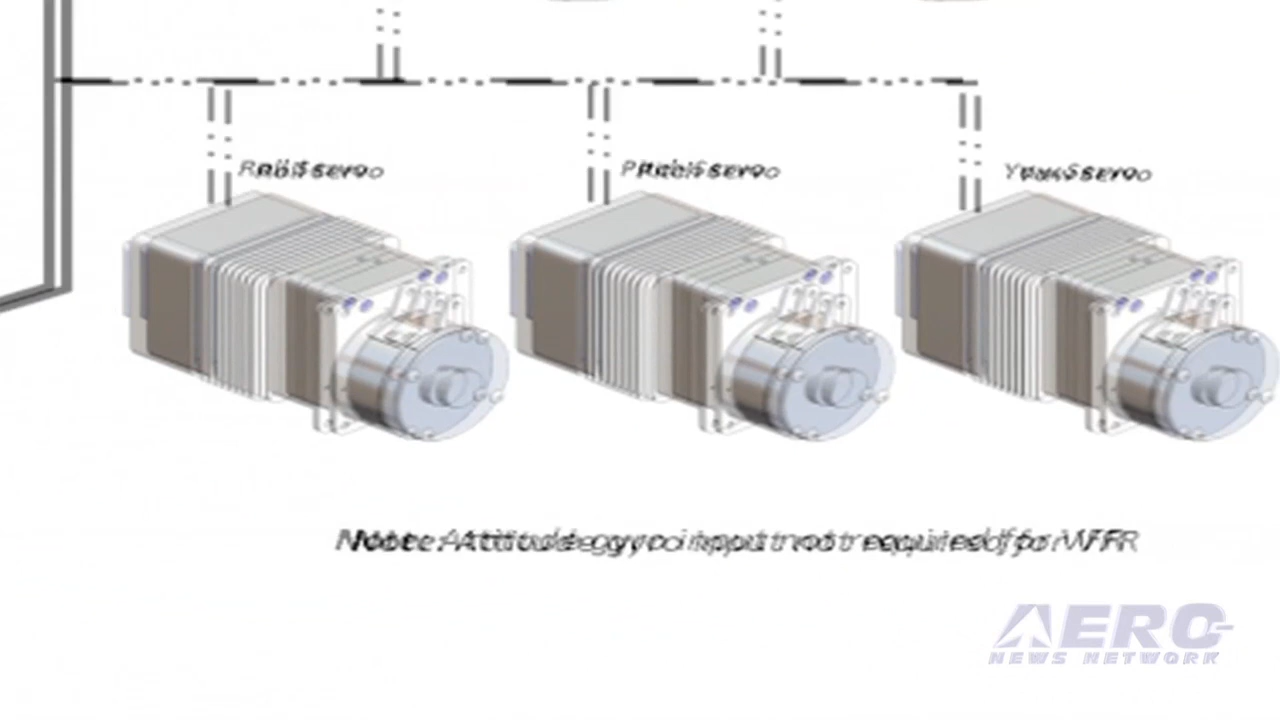 Roll Servo
Pitch Servo
Yaw Servo
Note: Attitude gyro input not required for VFR
AERO
NEWS NETWORK